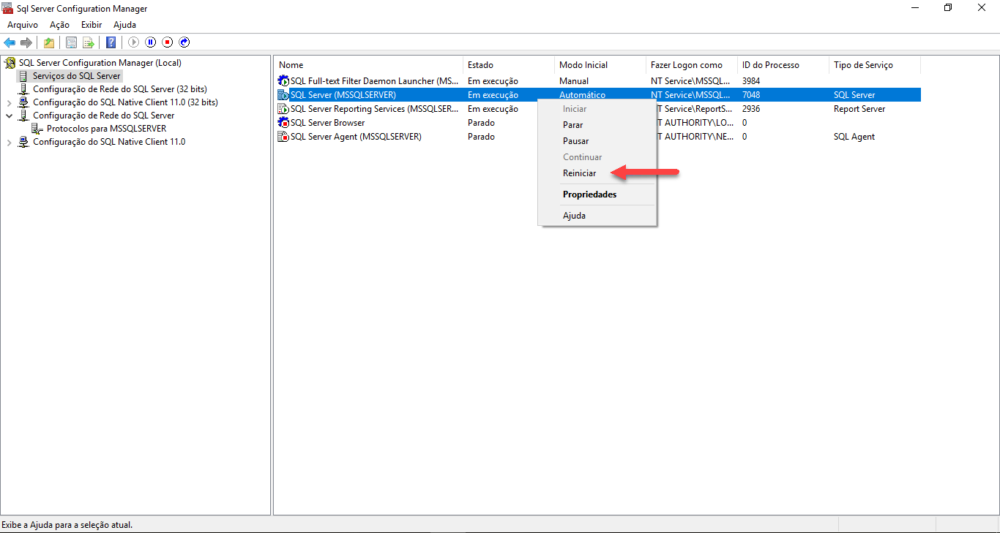 Sql Server Configuration Manager
Arquivo Ação Exibir Ajuda
SQL Server Configuration Manager (Local)
Serviços do SQL Server
Configuração de Rede do SQL Server (32 bits)
Configuração do SQL Native Client 11.0 (32 bits)
Configuração de Rede do SQL Server
Protocolos para MSSQLSERVER
Configuração do SQL Native Client 11.0
Nome Estado Modo Inicial Fazer Logon como ID do Processo Tipo de Serviço
SQL Full-text Filter Daemon Launcher (MS... Em execução Manual NT Service\MSSQL... 3984
SQL Server (MSSQLSERVER) Em execução Automático NT Service\MSSQL... 7048 SQL Server
SQL Server Reporting Services (MSSQLSER... Em execução T Service\ReportS... 2936 Report Server
SQL Server Browser Parado T AUTHORITY\LO... 0
SQL Server Agent (MSSQLSERVER) Parado T AUTHORITY\NE... 0 SQL Agent
Iniciar
Parar
Pausar
Continuar
Reiniciar
Propriedades
Ajuda
Exibe a Ajuda para a seleção atual.